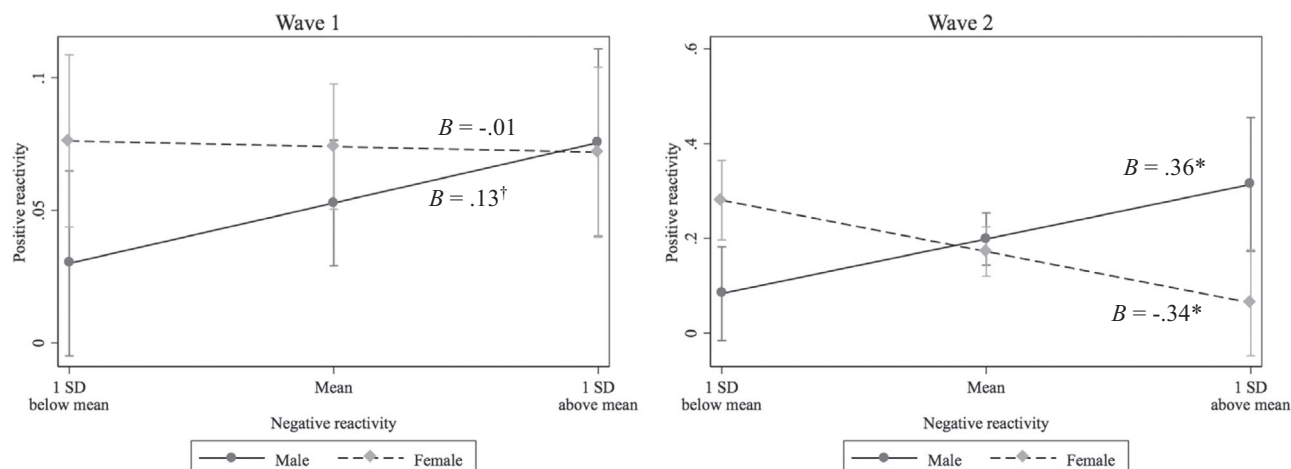 Wave 1
Positive reactivity
.1
.05
0
B = -.01
B = .13†
1 SD
below mean
Mean
1 SD
above mean
Negative reactivity
Male Female
Wave 2
Positive reactivity
.6
.4
.2
0
B = .36*
B = -.34*
1 SD
below mean
Mean
1 SD
above mean
Negative reactivity
Male Female